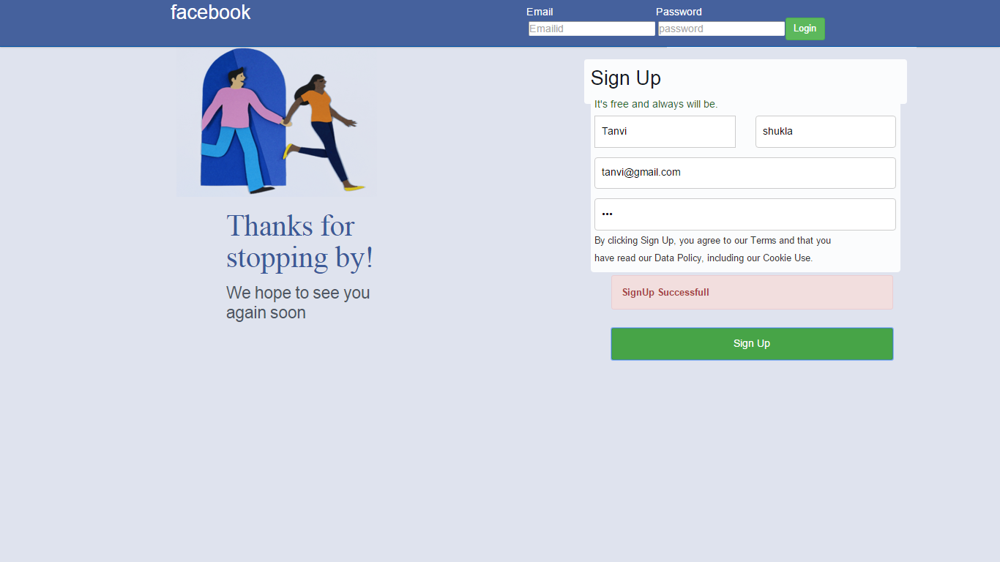 facebook
Email
Password
Emailid
password
Login
Thanks for
stopping by!
We hope to see you
again soon
Sign Up
It's free and always will be.
Tanvi
shukla
tanvi@gmail.com
•••
By clicking Sign Up, you agree to our Terms and that you
have read our Data Policy, including our Cookie Use.
SignUp Successfull
Sign Up